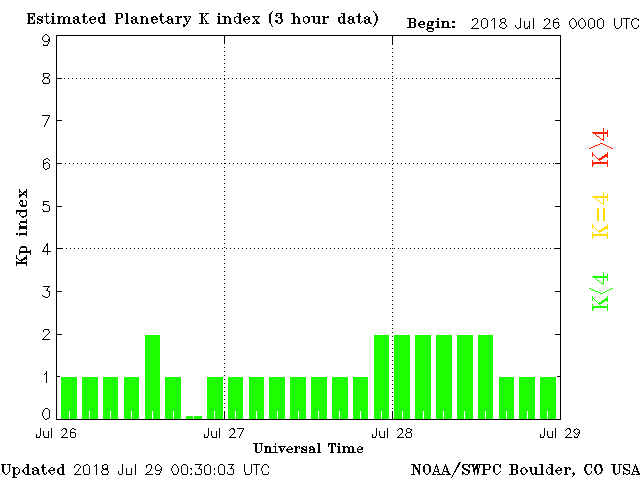 Estimated Planetary K index (3 hour data) Begin: 2018 Jul 26 0000 UTC
9
8
7
6
5
4
3
2
1
0
Kp index
K>4
K=4
K<4
Jul 26 Jul 27 Jul 28 Jul 29
Universal Time
Updated 2018 Jul 29 00:30:03 UTC NOAA/SWPC Boulder, CO USA